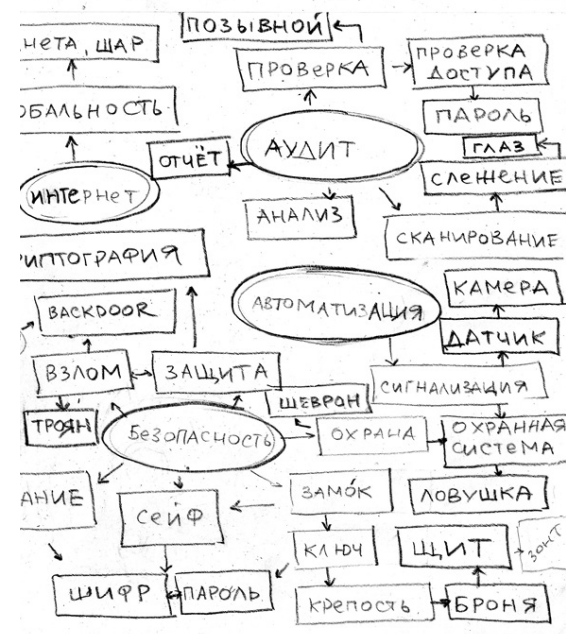 ПОЗЫВНОЙ
НЕТА, ШАР
ПРОВЕРКА
ПРОВЕРКА
ДОСТУПА
ОБАЛЬНОСТЬ
ПАРОЛЬ
АУДИТ
ГЛАЗ
ОТЧЁТ
СЛЕЖЕНИЕ
ИНТЕРНЕТ
АНАЛИЗ
СКАНИРОВАНИЕ
ИПТОГРАФИЯ
КАМЕРА
АВТОМАТИЗАЦИЯ
BACKDOOR
ДАТЧИК
ВЗЛОМ
ЗАЩИТА
СИГНАЛИЗАЦИЯ
ШЕВРОН
ТРОЯН
БЕЗОПАСНОСТЬ
ОХРАНА
ОХРАННАЯ
СИСТЕМА
АНИЕ
ЗАМОК
ЛОВУШКА
СЕЙФ
КЛЮЧ
ЩИТ
ЗОНТ
ШИФР
ПАРОЛЬ
КРЕПОСТЬ
БРОНЯ